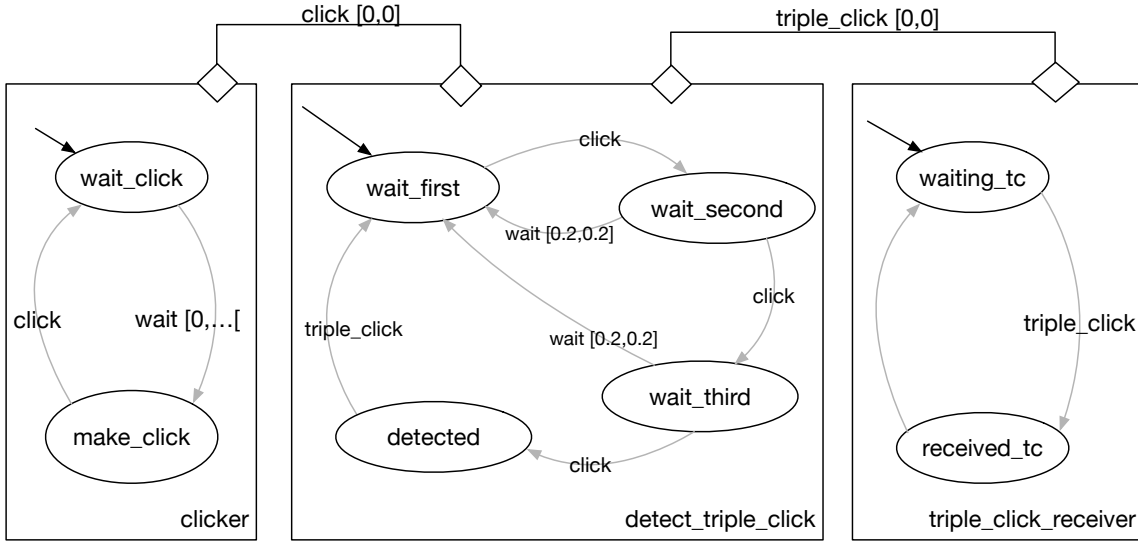 click [0,0]
triple_click [0,0]
wait_click
click
wait [0,…[
make_click
clicker
wait_first
click
wait_second
wait [0.2,0.2]
click
triple_click
wait [0.2,0.2]
wait_third
detected
click
detect_triple_click
waiting_tc
triple_click
received_tc
triple_click_receiver